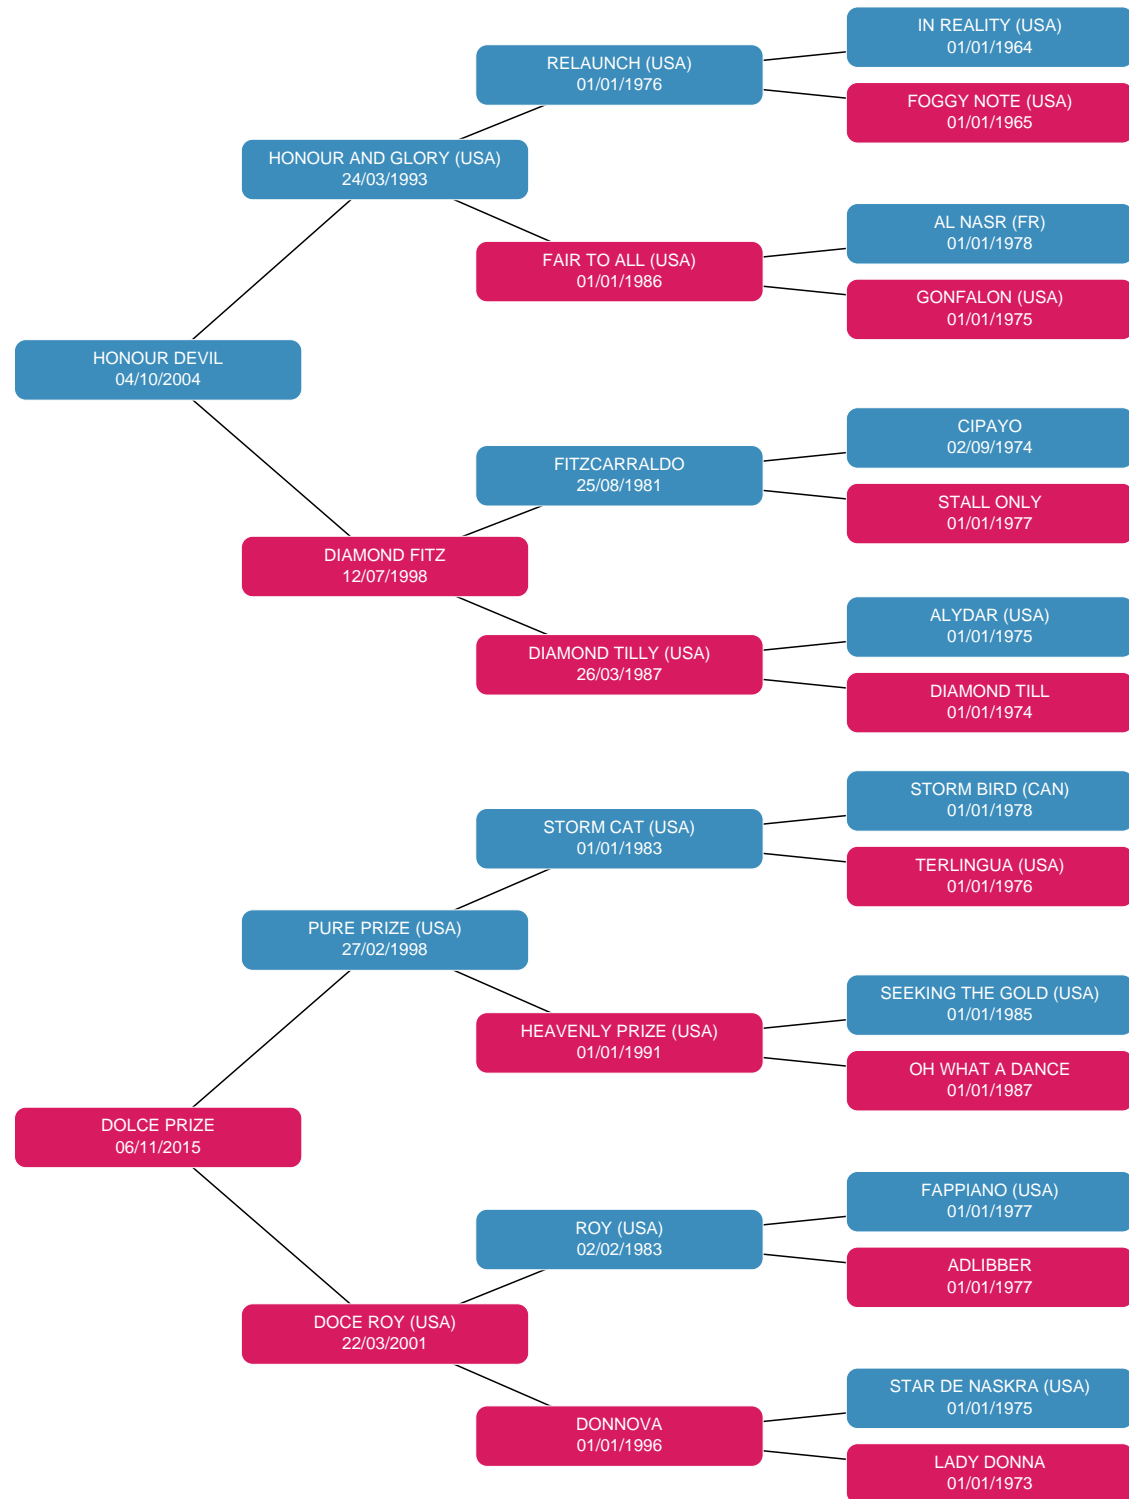 IN REALITY (USA)
01/01/1964
RELAUNCH (USA)
01/01/1976
FOGGY NOTE (USA)
01/01/1965
HONOUR AND GLORY (USA)
24/03/1993
AL NASR (FR)
01/01/1978
FAIR TO ALL (USA)
01/01/1986
GONFALON (USA)
01/01/1975
HONOUR DEVIL
04/10/2004
CIPAYO
02/09/1974
FITZCARRALDO
25/08/1981
STALL ONLY
01/01/1977
DIAMOND FITZ
12/07/1998
ALYDAR (USA)
01/01/1975
DIAMOND TILLY (USA)
26/03/1987
DIAMOND TILL
01/01/1974
STORM BIRD (CAN)
01/01/1978
STORM CAT (USA)
01/01/1983
TERLINGUA (USA)
01/01/1976
PURE PRIZE (USA)
27/02/1998
SEEKING THE GOLD (USA)
01/01/1985
HEAVENLY PRIZE (USA)
01/01/1991
OH WHAT A DANCE
01/01/1987
DOLCE PRIZE
06/11/2015
FAPPIANO (USA)
01/01/1977
ROY (USA)
02/02/1983
ADLIBBER
01/01/1977
DOCE ROY (USA)
22/03/2001
STAR DE NASKRA (USA)
01/01/1975
DONNOVA
01/01/1996
LADY DONNA
01/01/1973